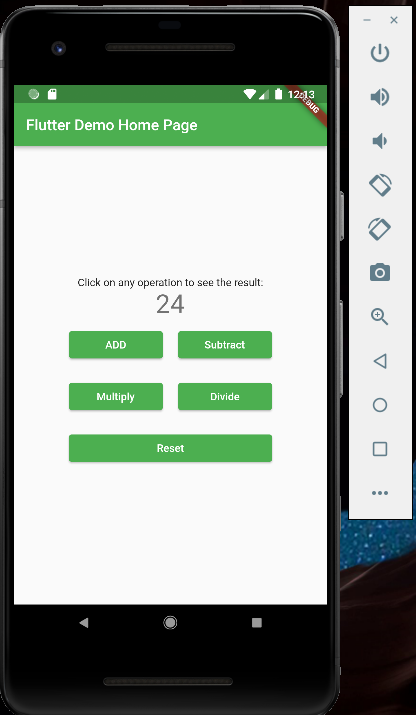 12:13
DEBUG
Flutter Demo Home Page
Click on any operation to see the result:
24
ADD Subtract
Multiply Divide
Reset